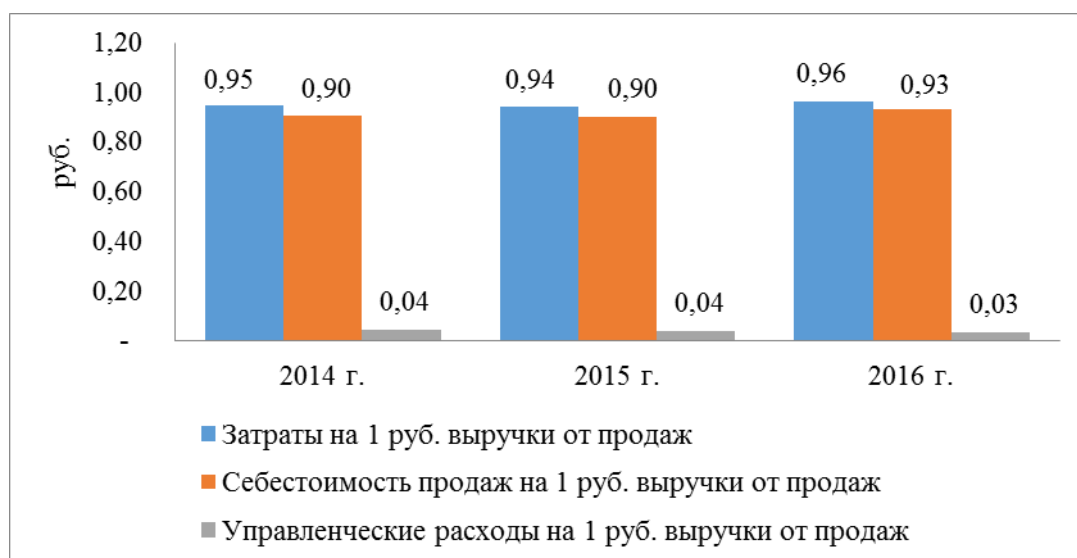 1,20
1,00
0,80
0,60
0,40
0,20
-
руб.
0,95
0,90
0,04
0,94
0,90
0,04
0,96
0,93
0,03
2014 г.
2015 г.
2016 г.
Затраты на 1 руб. выручки от продаж
Себестоимость продаж на 1 руб. выручки от продаж
Управленческие расходы на 1 руб. выручки от продаж